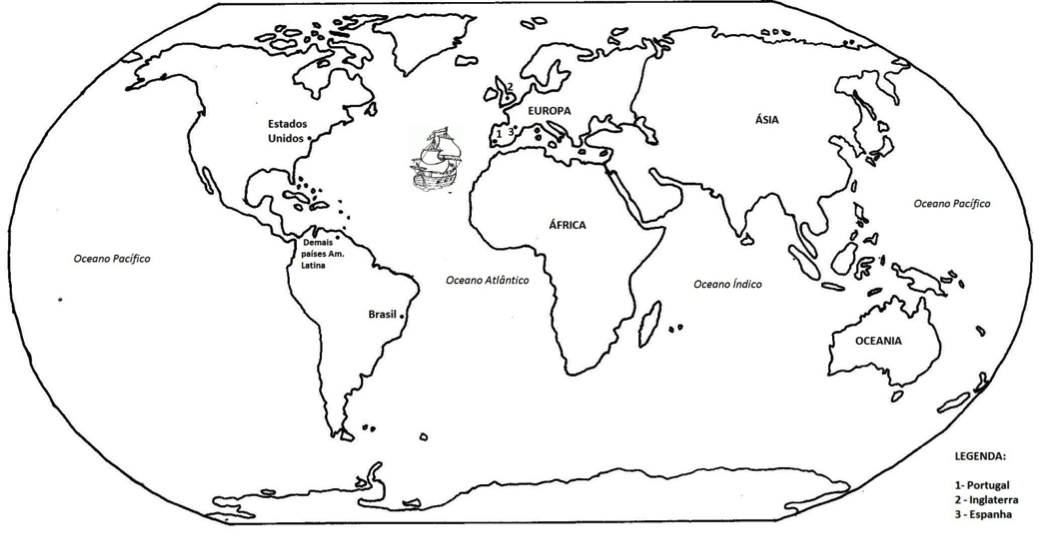 2
EUROPA
ÁSIA
Estados
Unidos
1 3
Oceano Pacífico
ÁFRICA
Demais
países Am.
Latina
Oceano Pacífico
Oceano Atlântico
Oceano Índico
Brasil
OCEANIA
LEGENDA:
1- Portugal
2 - Inglaterra
3 - Espanha